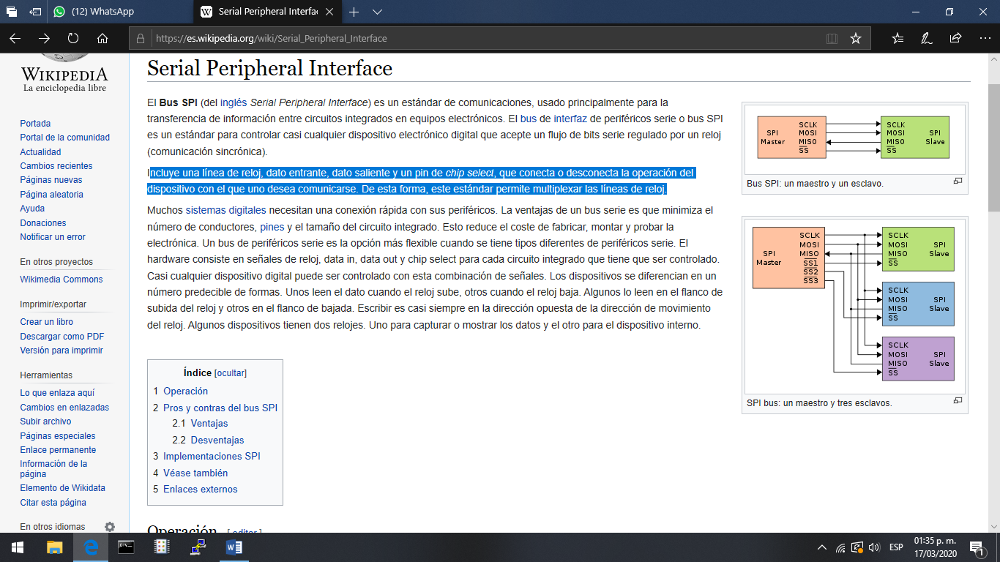 (12) WhatsApp
Serial Peripheral Interfac
https://es.wikipedia.org/wiki/Serial_Peripheral_Interface
WIKIPEDIA
La enciclopedia libre
Portada
Portal de la comunidad
Actualidad
Cambios recientes
Páginas nuevas
Página aleatoria
Ayuda
Donaciones
Notificar un error
En otros proyectos
Wikimedia Commons
Imprimir/exportar
Crear un libro
Descargar como PDF
Versión para imprimir
Herramientas
Lo que enlaza aquí
Cambios en enlazadas
Subir archivo
Páginas especiales
Enlace permanente
Información de la
página
Elemento de Wikidata
Citar esta página
En otros idiomas
Serial Peripheral Interface
El Bus SPI (del inglés Serial Peripheral Interface) es un estándar de comunicaciones, usado principalmente para la
transferencia de información entre circuitos integrados en equipos electrónicos. El bus de interfaz de periféricos serie o bus SPI
es un estándar para controlar casi cualquier dispositivo electrónico digital que acepte un flujo de bits serie regulado por un reloj
(comunicación sincrónica).
Incluye una línea de reloj, dato entrante, dato saliente y un pin de chip select, que conecta o desconecta la operación del
dispositivo con el que uno desea comunicarse. De esta forma, este estándar permite multiplexar las líneas de reloj.
Muchos sistemas digitales necesitan una conexión rápida con sus periféricos. La ventajas de un bus serie es que minimiza el
número de conductores, pines y el tamaño del circuito integrado. Esto reduce el coste de fabricar, montar y probar la
electrónica. Un bus de periféricos serie es la opción más flexible cuando se tiene tipos diferentes de periféricos serie. El
hardware consiste en señales de reloj, data in, data out y chip select para cada circuito integrado que tiene que ser controlado.
Casi cualquier dispositivo digital puede ser controlado con esta combinación de señales. Los dispositivos se diferencian en un
número predecible de formas. Unos leen el dato cuando el reloj sube, otros cuando el reloj baja. Algunos lo leen en el flanco de
subida del reloj y otros en el flanco de bajada. Escribir es casi siempre en la dirección opuesta de la dirección de movimiento
del reloj. Algunos dispositivos tienen dos relojes. Uno para capturar o mostrar los datos y el otro para el dispositivo interno.
Índice [ocultar]
1 Operación
2 Pros y contras del bus SPI
2.1 Ventajas
2.2 Desventajas
3 Implementaciones SPI
4 Véase también
5 Enlaces externos
Operación [ editar ]
SPI
Master
SCLK
MOSI
MISO
SS
SCLK
MOSI
MISO
SS
SPI
Slave
Bus SPI: un maestro y un esclavo.
SPI
Master
SCLK
MOSI
MISO
SS1
SS2
SS3
SCLK
MOSI
MISO
SS
SPI
Slave
SCLK
MOSI
MISO
SS
SPI
Slave
SCLK
MOSI
MISO
SS
SPI
Slave
SPI bus: un maestro y tres esclavos.
ESP
01:35 p. m.
17/03/2020
1